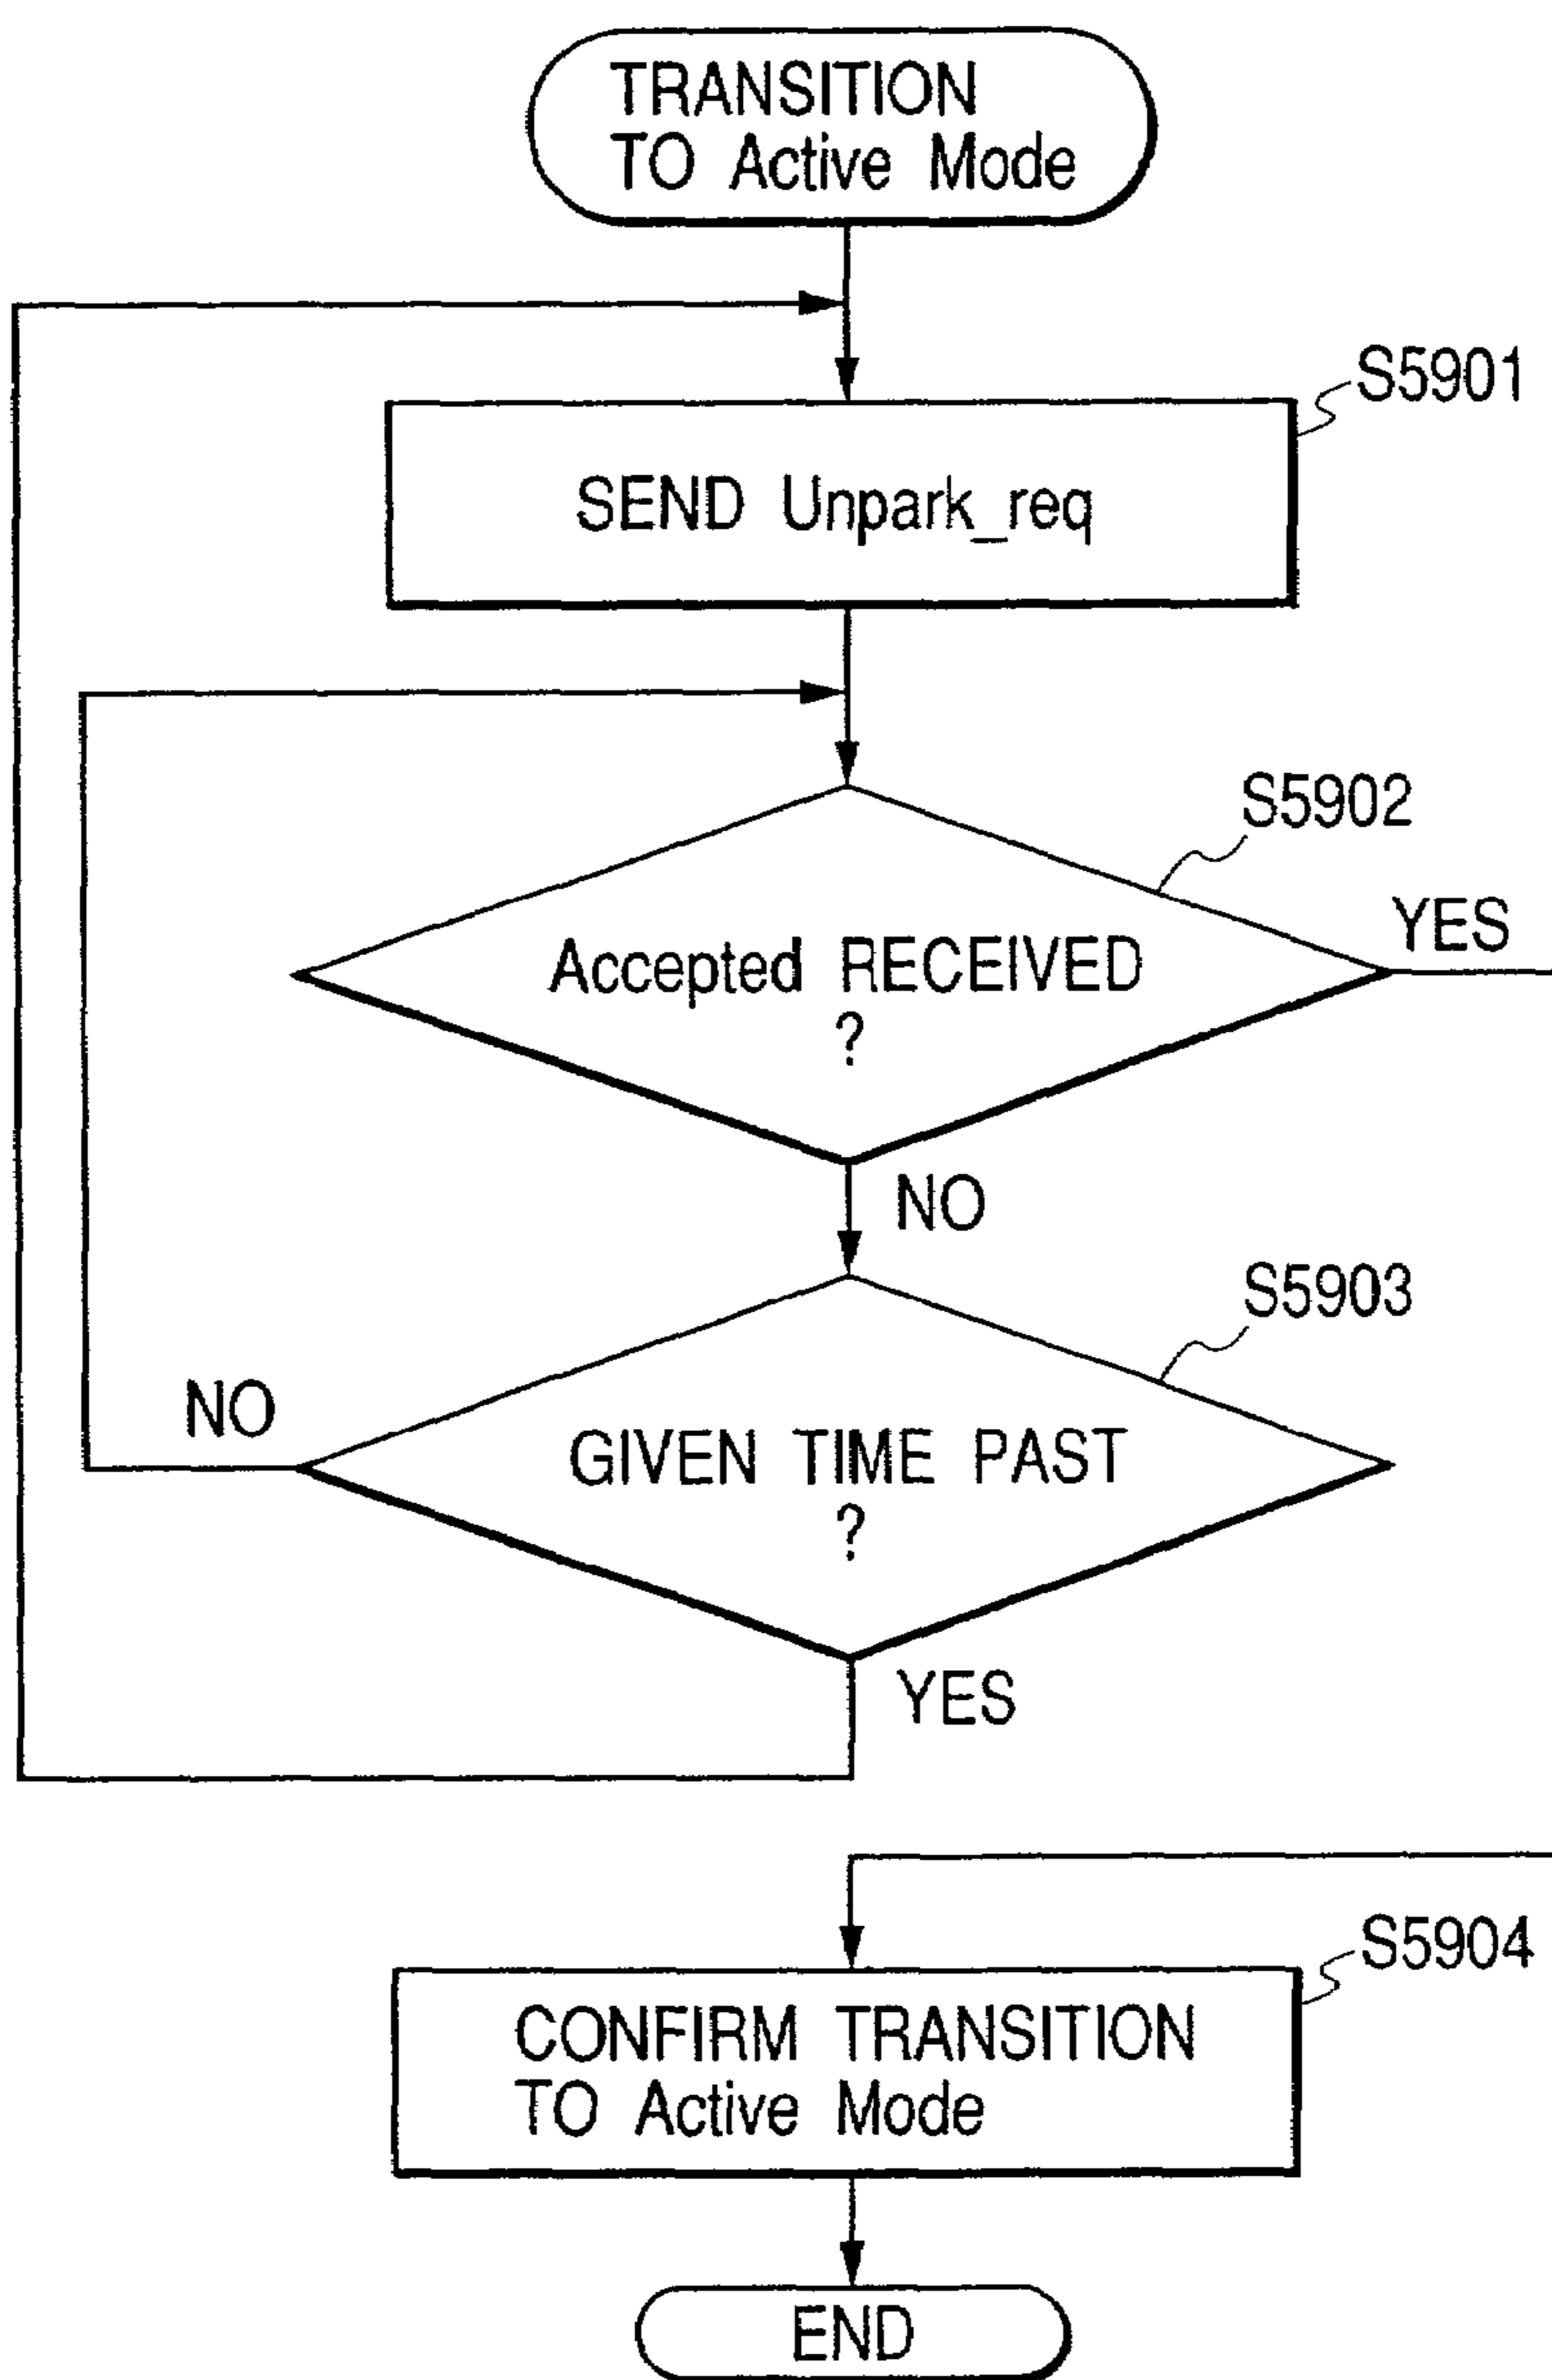 TRANSITION
TO Active Mode
S5901
SEND Unpark_req
S5902
YES
Accepted RECEIVED
?
NO
S5903
NO
GIVEN TIME PAST
?
YES
S5904
CONFIRM TRANSITION
TO Active Mode
END